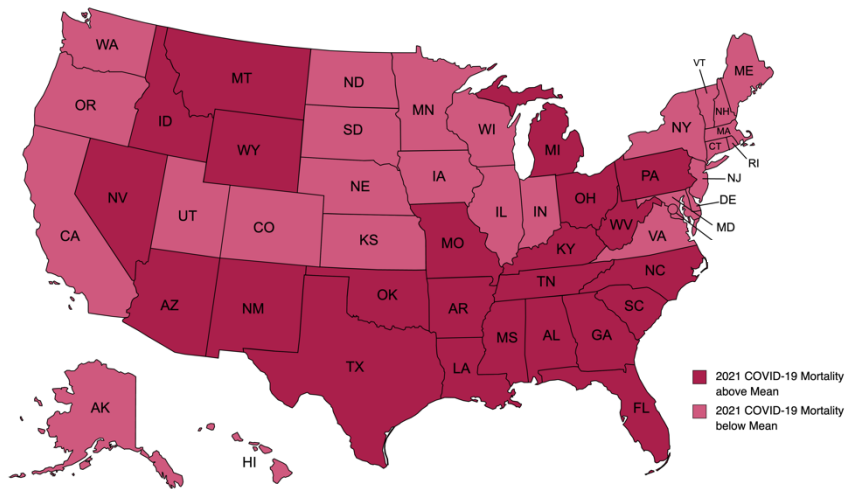 WA
MT
ND
MN
VT
ME
OR
ID
SD
WI
NH
NY
MA
WY
MI
CT
RI
NE
IA
PA
NJ
NV
UT
CO
IL
IN
OH
DE
MD
CA
KS
MO
WV
VA
KY
NC
TN
AZ
NM
OK
AR
SC
MS
AL
GA
TX
LA
FL
AK
HI
2021 COVID-19 Mortality
above Mean
2021 COVID-19 Mortality
below Mean